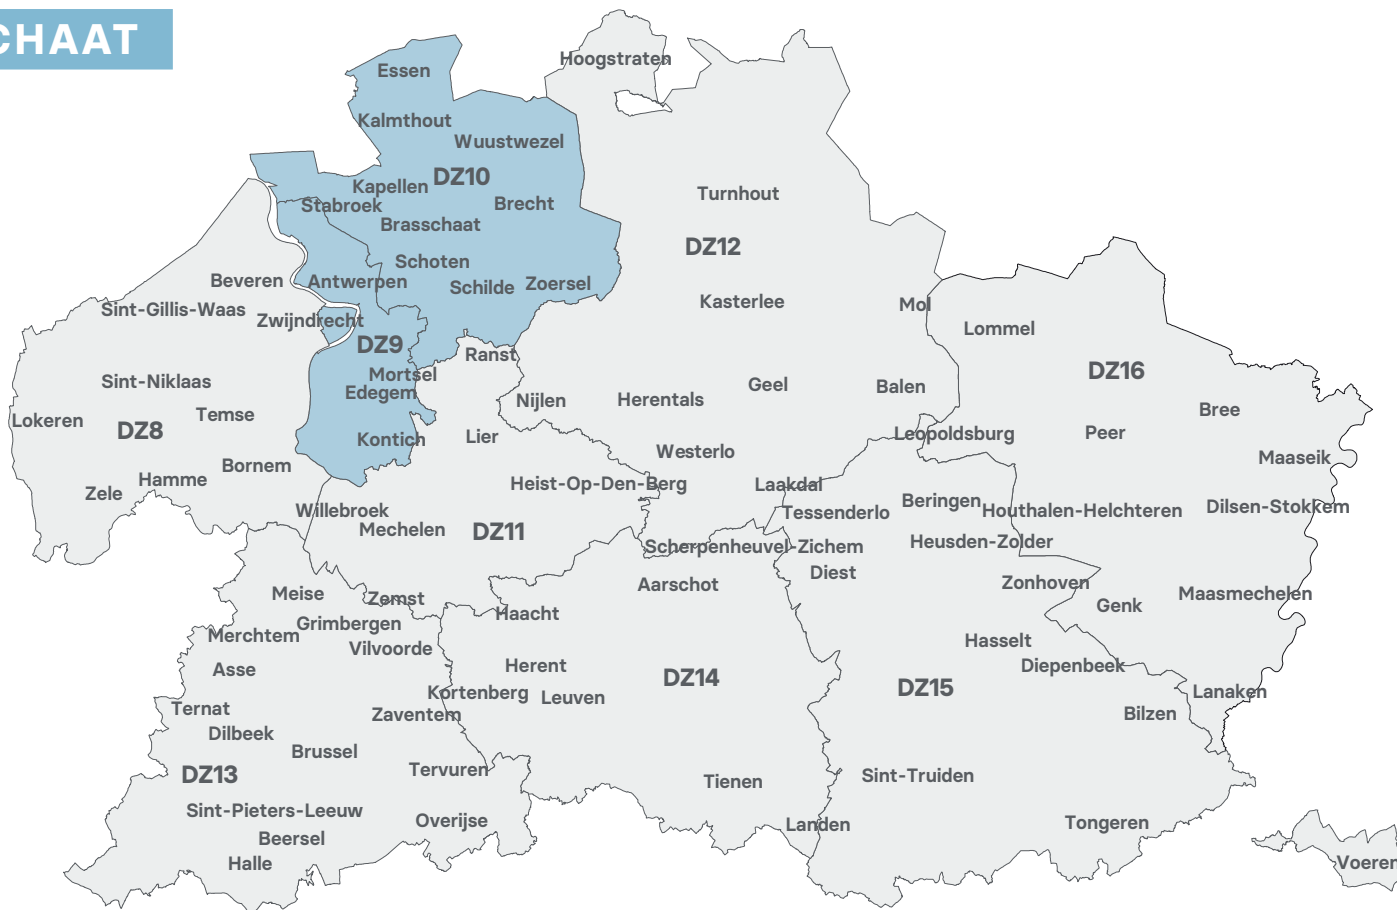 CHAAT
Hoogstraten
Essen
Kalmthout
Wuustwezel
DZ10
Kapellen
Turnhout
Stabroek
Brecht
Brasschaat
DZ12
Schoten
Beveren
Antwerpen
Schilde
Zoersel
Kasterlee
Mol
Sint-Gillis-Waas
Zwijndrecht
Lommel
DZ9
Ranst
DZ16
Mortsel
Sint-Niklaas
Edegem
Geel
Balen
Nijlen
Herentals
Bree
Temse
Lokeren
DZ8
Kontich
Lier
Leopoldsburg
Peer
Westerlo
Maaseik
Bornem
Hamme
Heist-Op-Den-Berg
Laakdal
Zele
Beringen
Dilsen-Stokkem
Willebroek
Tessenderlo
Houthalen-Helchteren
Mechelen
DZ11
Heusden-Zolder
Scherpenheuvel-Zichem
Diest
Aarschot
Zonhoven
Meise
Zemst
Genk
Maasmechelen
Haacht
Grimbergen
Merchtem
Hasselt
Vilvoorde
Herent
Diepenbeek
Asse
DZ14
DZ15
Kortenberg
Leuven
Lanaken
Ternat
Zaventem
Bilzen
Dilbeek
Brussel
DZ13
Tervuren
Sint-Truiden
Tienen
Sint-Pieters-Leeuw
Overijse
Landen
Tongeren
Beersel
Halle
Voeren